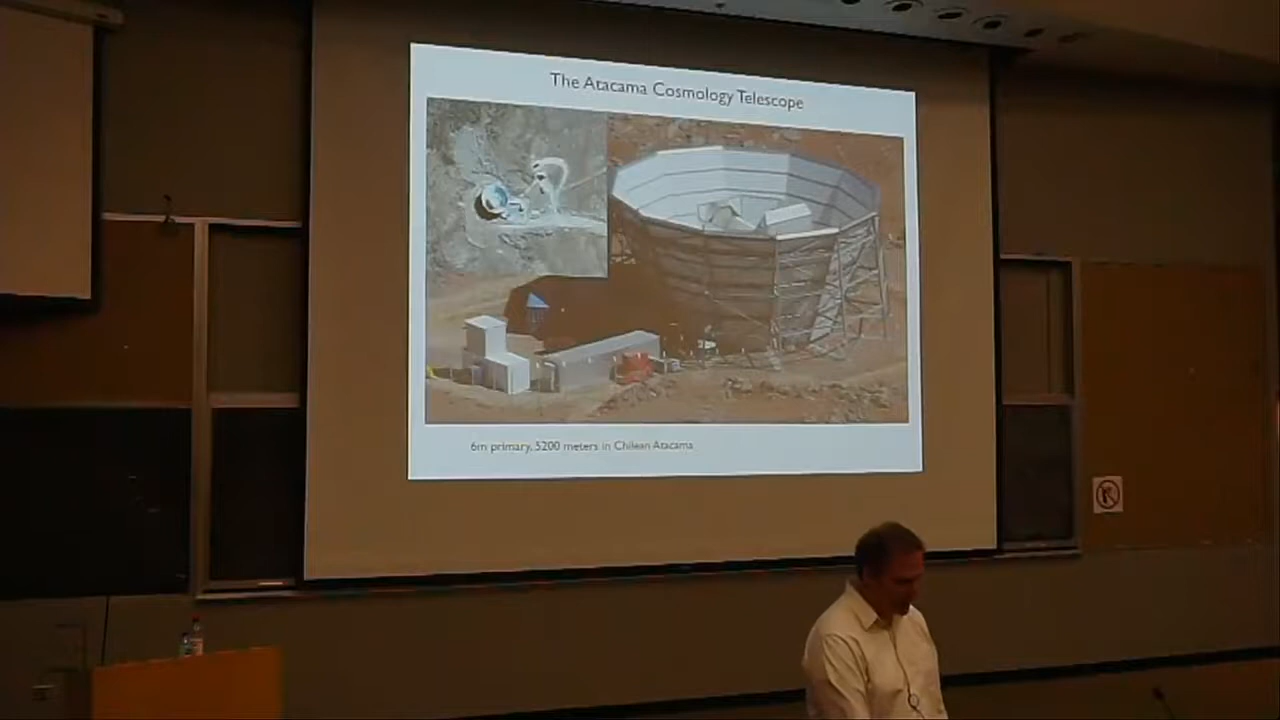 The Atacama Cosmology Telescope
6m primary, 5200 meters in Chilean Atacama